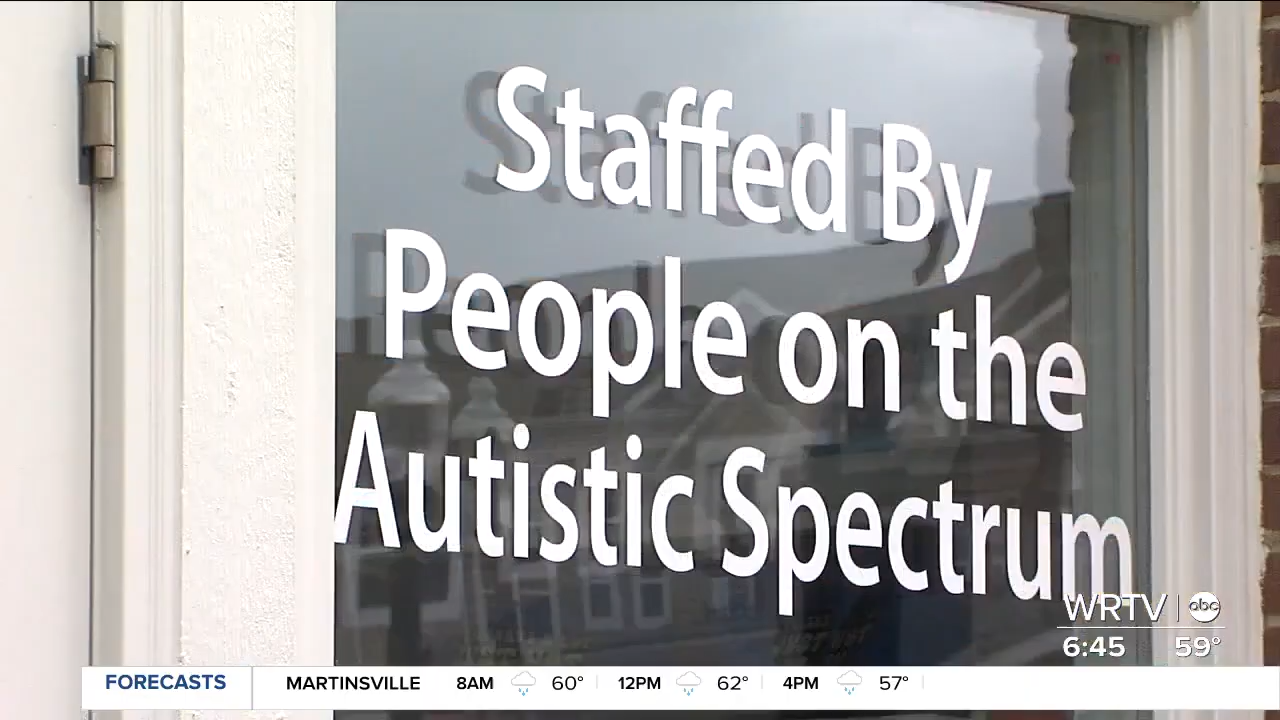 Staffed By
People on the
Autistic Spectrum
WRTV | abc
6:45 59°
FORECASTS MARTINSVILLE 8AM 60° 12PM 62° 4PM 57°